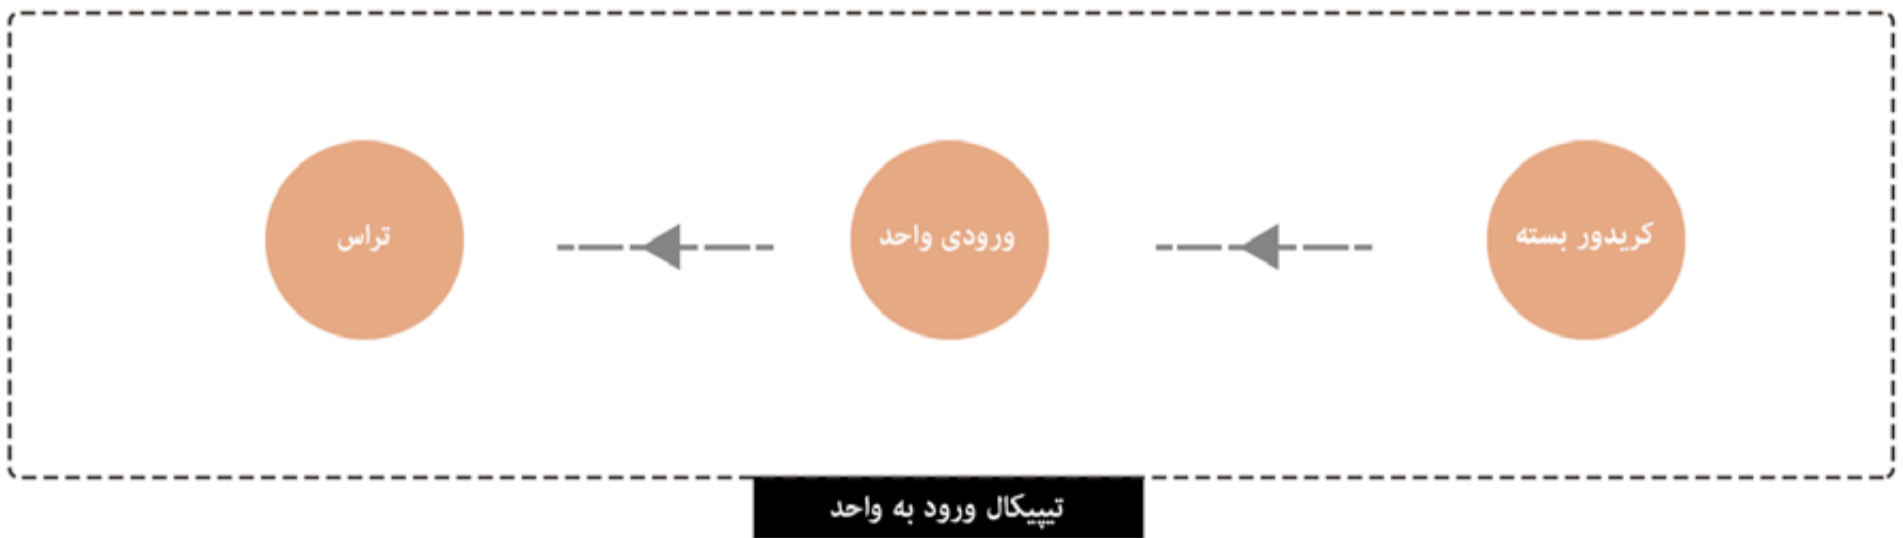 کریدور بسته
ورودی واحد
تراس
تیپیکال ورود به واحد